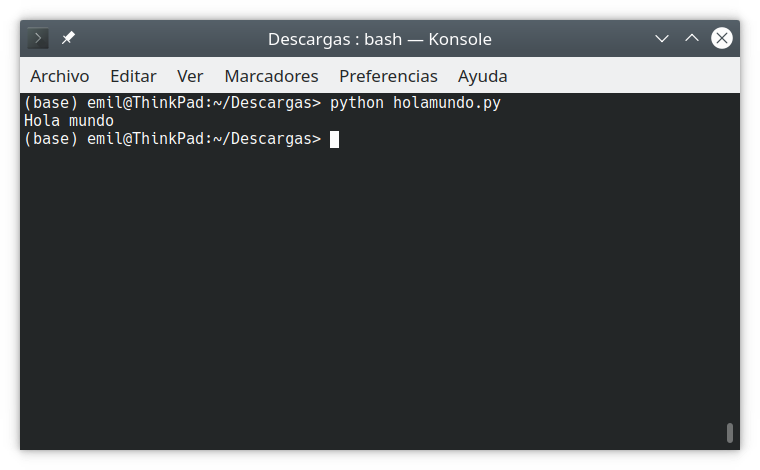 Descargas : bash — Konsole
Archivo Editar Ver Marcadores Preferencias Ayuda
(base) emil@ThinkPad:~/Descargas> python holamundo.py
Hola mundo
(base) emil@ThinkPad:~/Descargas>